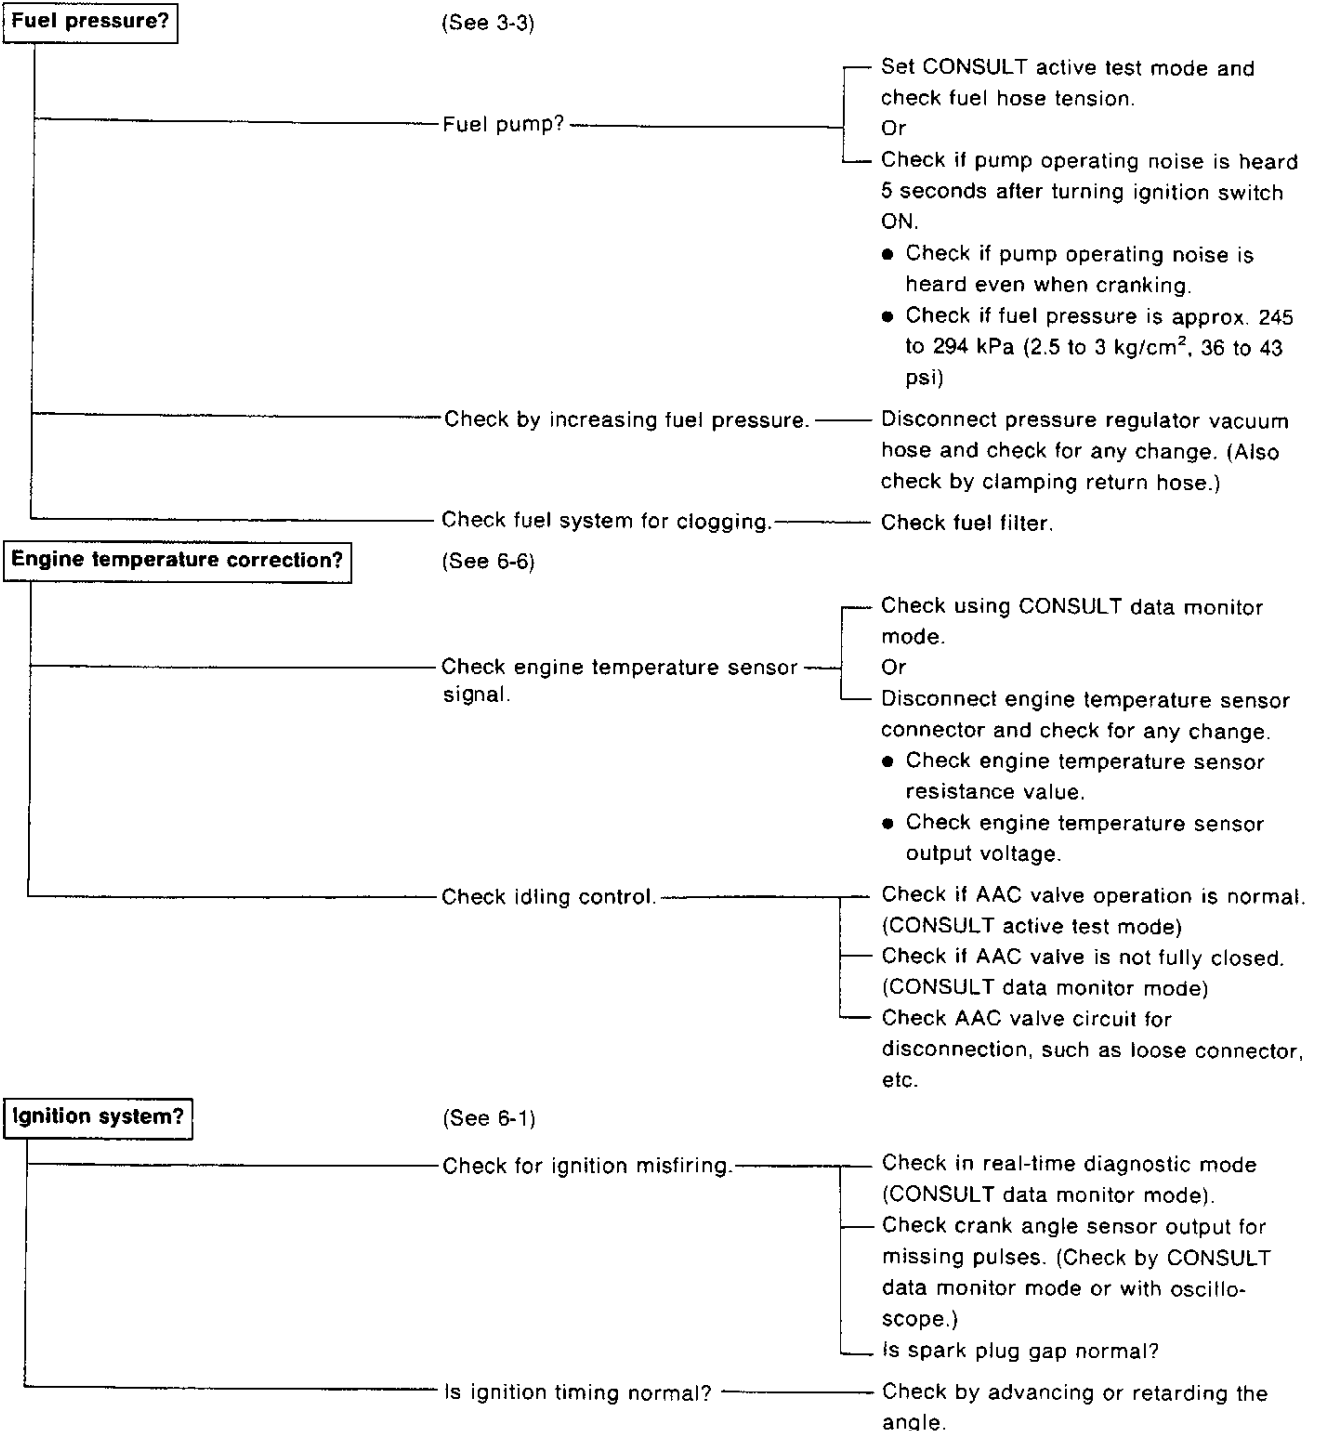 Fuel pressure?
(See 3-3)
Fuel pump?
Set CONSULT active test mode and
check fuel hose tension.
Or
Check if pump operating noise is heard
5 seconds after turning ignition switch
ON.
● Check if pump operating noise is
heard even when cranking.
● Check if fuel pressure is approx. 245
to 294 kPa (2.5 to 3 kg/cm², 36 to 43
psi)
Check by increasing fuel pressure.
Disconnect pressure regulator vacuum
hose and check for any change. (Also
check by clamping return hose.)
Check fuel system for clogging.
Check fuel filter.
Engine temperature correction?
(See 6-6)
Check engine temperature sensor
signal.
Check using CONSULT data monitor
mode.
Or
Disconnect engine temperature sensor
connector and check for any change.
● Check engine temperature sensor
resistance value.
● Check engine temperature sensor
output voltage.
Check idling control.
Check if AAC valve operation is normal.
(CONSULT active test mode)
Check if AAC valve is not fully closed.
(CONSULT data monitor mode)
Check AAC valve circuit for
disconnection, such as loose connector,
etc.
Ignition system?
(See 6-1)
Check for ignition misfiring.
Check in real-time diagnostic mode
(CONSULT data monitor mode).
Check crank angle sensor output for
missing pulses. (Check by CONSULT
data monitor mode or with oscillo-
scope.)
Is spark plug gap normal?
Is ignition timing normal?
Check by advancing or retarding the
angle.